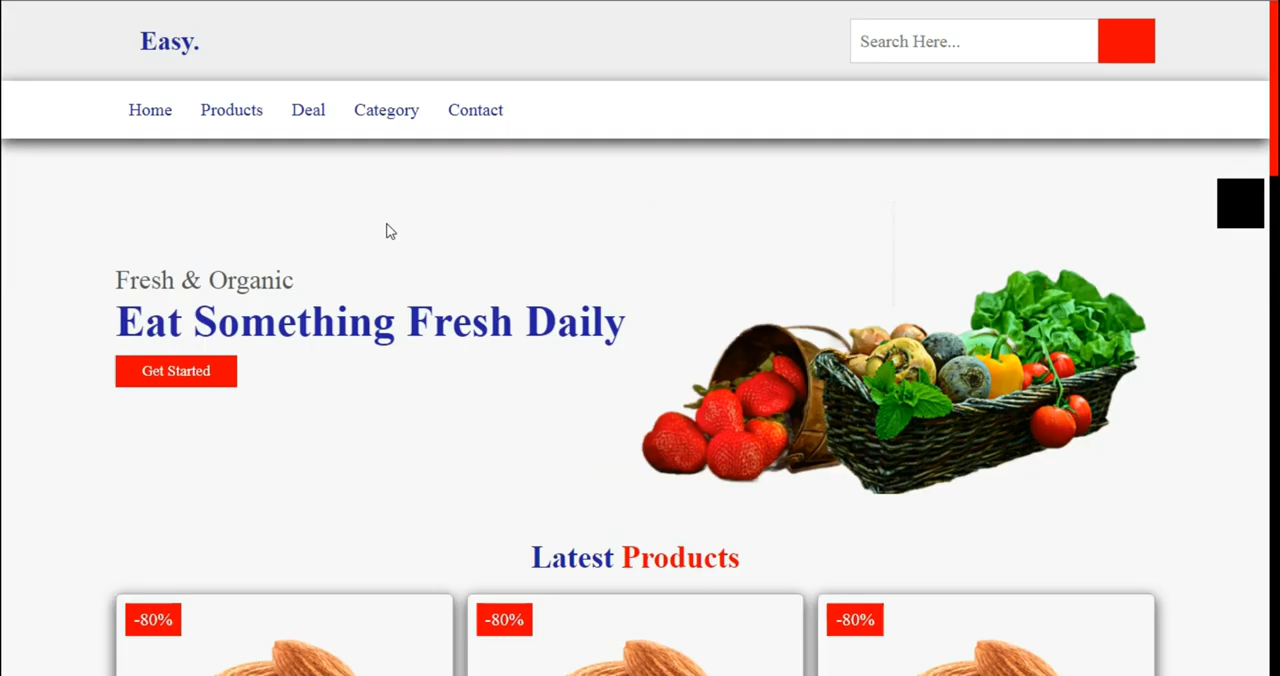 Easy.
Search Here...
Home Products Deal Category Contact
Fresh & Organic
Eat Something Fresh Daily
Get Started
Latest Products
-80% -80% -80%